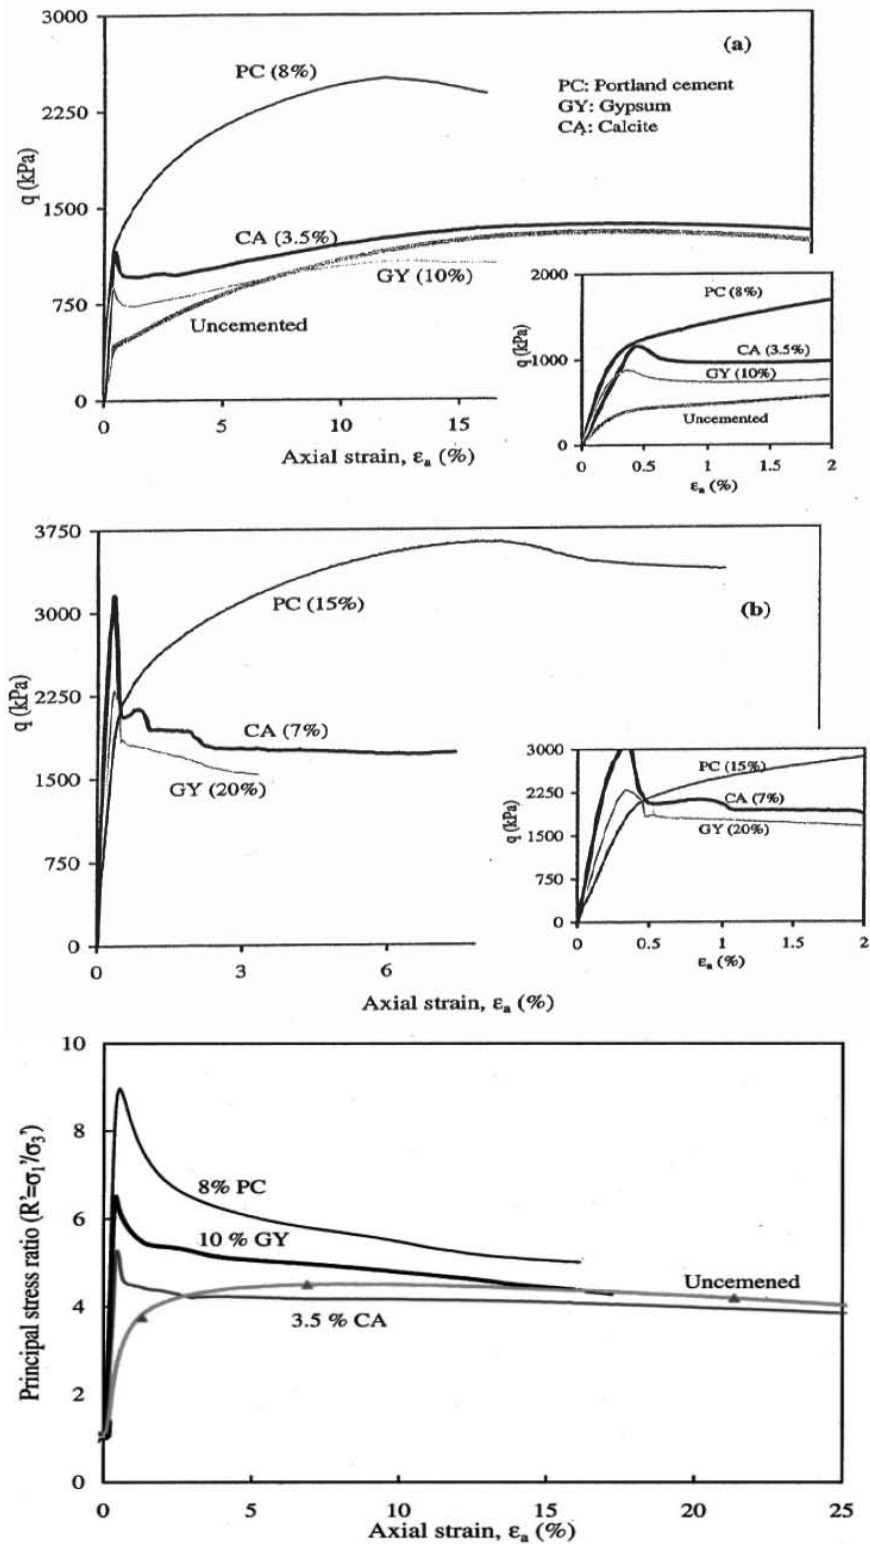 3000
2250
1500
750
0
q (kPa)
(a)
PC (8%)
PC: Portland cement
GY: Gypsum
CA: Calcite
CA (3.5%)
GY (10%)
Uncemented
0 5 10 15
Axial strain, εa (%)
2000
1000
0
q (kPa)
PC (8%)
CA (3.5%)
GY (10%)
Uncemented
0 0.5 1 1.5 2
εa (%)
3750
3000
2250
1500
750
0
q (kPa)
(b)
PC (15%)
CA (7%)
GY (20%)
0 3 6
Axial strain, εa (%)
3000
2250
1500
750
0
q (kPa)
PC (15%)
CA (7%)
GY (20%)
0 0.5 1 1.5 2
εa (%)
10
8
6
4
2
0
Principal stress ratio (R'=σ1'/σ3')
8% PC
10 % GY
Uncemened
3.5 % CA
0 5 10 15 20 25
Axial strain, εa (%)